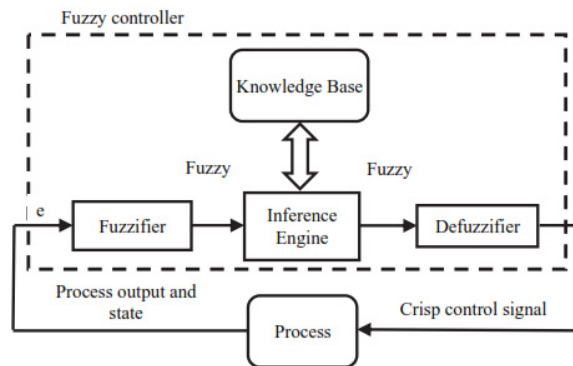 Fuzzy controller
Knowledge Base
Fuzzy
Fuzzy
e
Fuzzifier
Inference
Engine
Defuzzifier
Process output and
state
Process
Crisp control signal